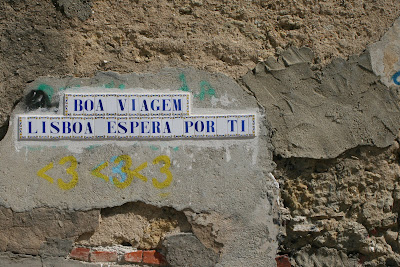 BOA VIAGEM
LISBOA ESPERA POR TI
<3 <3<3